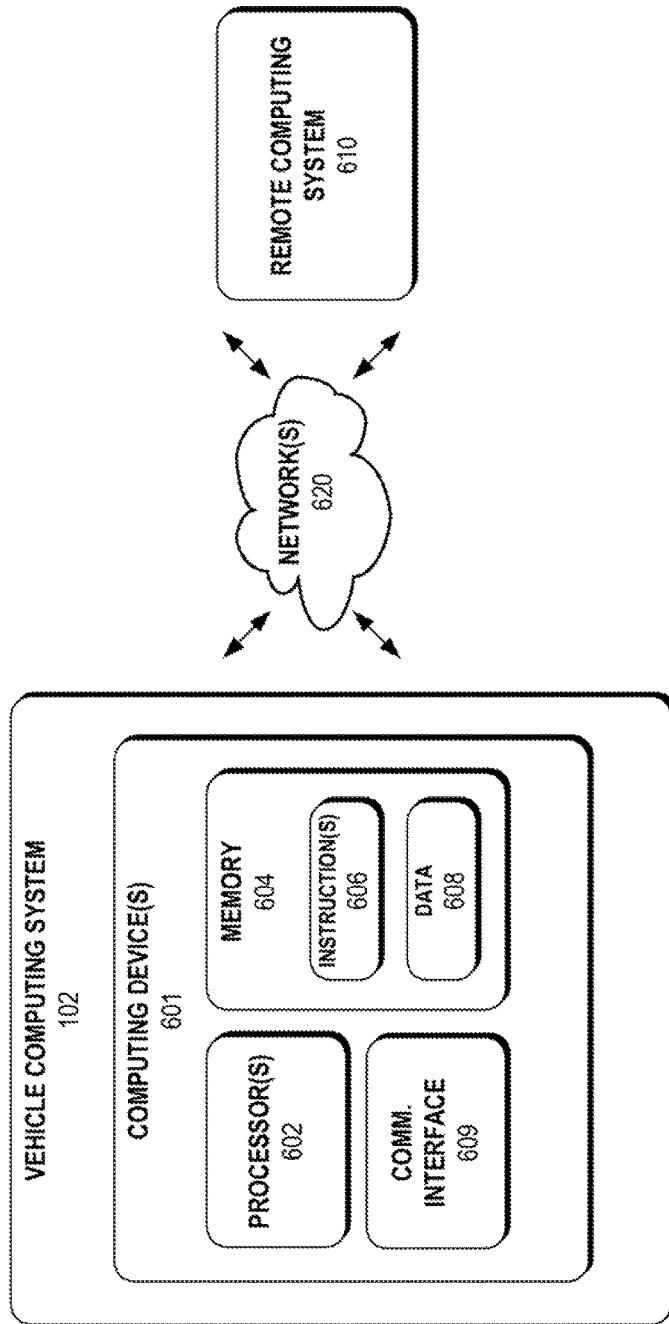 VEHICLE COMPUTING SYSTEM
102
COMPUTING DEVICE(S)
601
PROCESSOR(S)
602
MEMORY
604
INSTRUCTION(S)
606
COMM.
INTERFACE
609
DATA
608
NETWORK(S)
620
REMOTE COMPUTING
SYSTEM
610